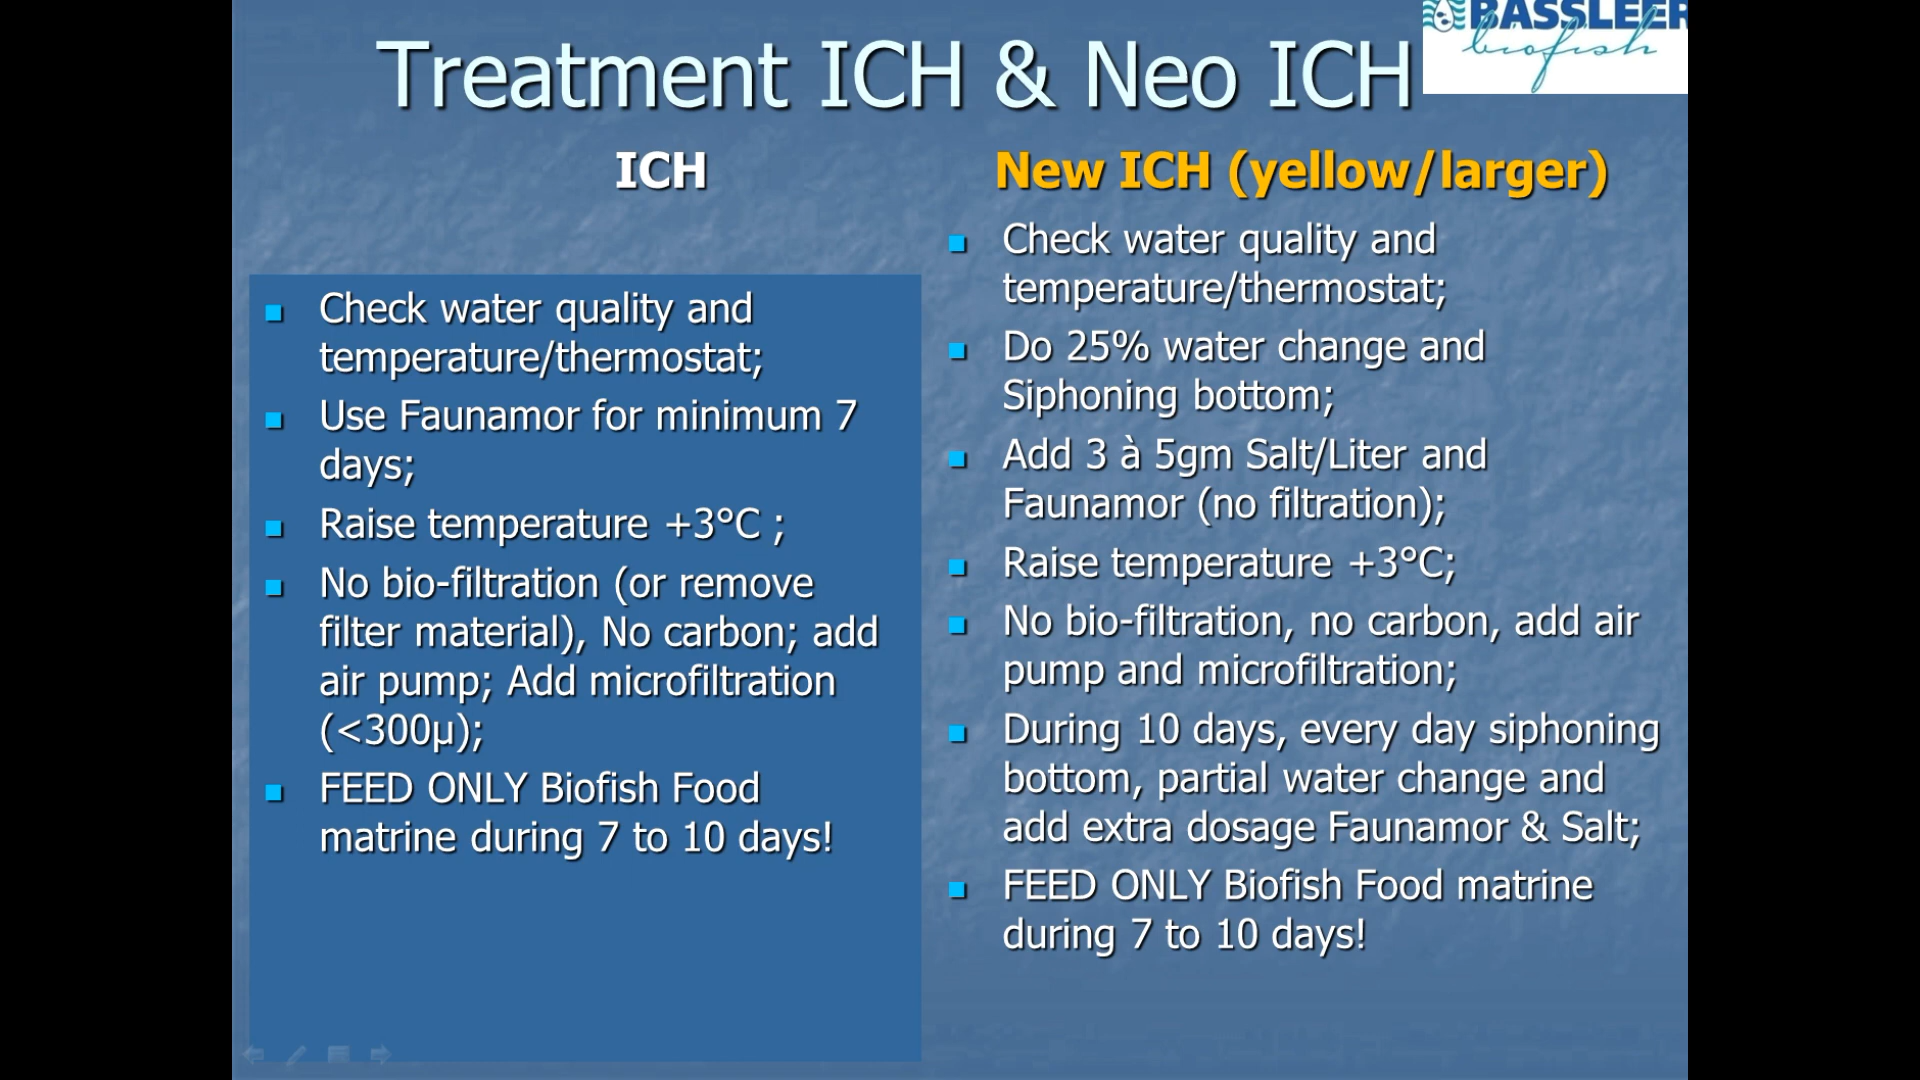 BASSLEER
biofish
Treatment ICH & Neo ICH
ICH
Check water quality and
temperature/thermostat;
Use Faunamor for minimum 7
days;
Raise temperature +3°C ;
No bio-filtration (or remove
filter material), No carbon; add
air pump; Add microfiltration
(<300µ);
FEED ONLY Biofish Food
matrine during 7 to 10 days!
New ICH (yellow/larger)
Check water quality and
temperature/thermostat;
Do 25% water change and
Siphoning bottom;
Add 3 à 5gm Salt/Liter and
Faunamor (no filtration);
Raise temperature +3°C;
No bio-filtration, no carbon, add air
pump and microfiltration;
During 10 days, every day siphoning
bottom, partial water change and
add extra dosage Faunamor & Salt;
FEED ONLY Biofish Food matrine
during 7 to 10 days!